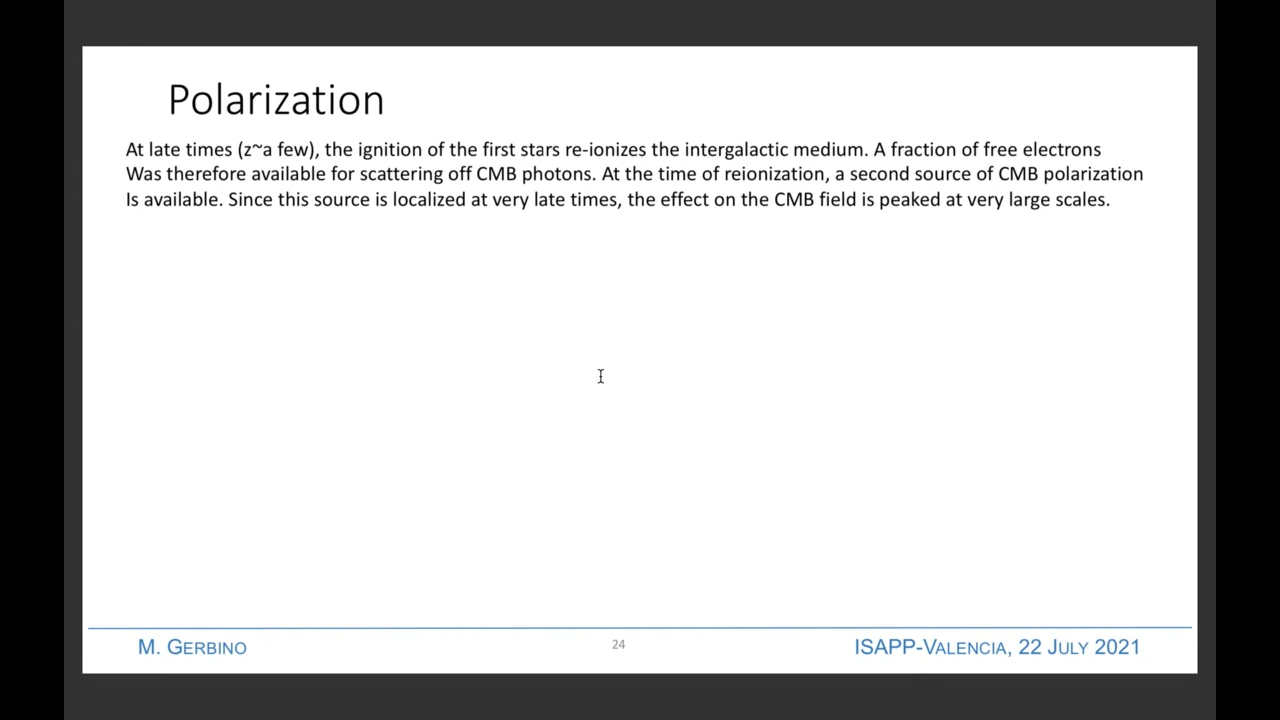 Polarization
At late times (z~a few), the ignition of the first stars re-ionizes the intergalactic medium. A fraction of free electrons
Was therefore available for scattering off CMB photons. At the time of reionization, a second source of CMB polarization
Is available. Since this source is localized at very late times, the effect on the CMB field is peaked at very large scales.
M. GERBINO
24
ISAPP-VALENCIA, 22 JULY 2021